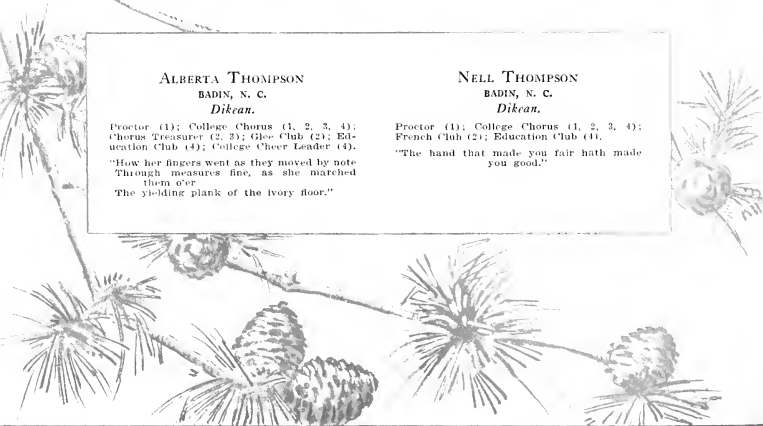 ALBERTA THOMPSON
BADIN, N. C.
Dikean.
Proctor (1); College Chorus (1, 2, 3, 4);
Chorus Treasurer (2, 3); Glee Club (2); Ed-
ucation Club (4); College Cheer Leader (4).
"How her fingers went as they moved by note
Through measures fine, as she marched
them o'er
The yielding plank of the ivory floor."
NELL THOMPSON
BADIN, N. C.
Dikean.
Proctor (1); College Chorus (1, 2, 3, 4);
French Club (2); Education Club (4).
"The hand that made you fair hath made
you good."